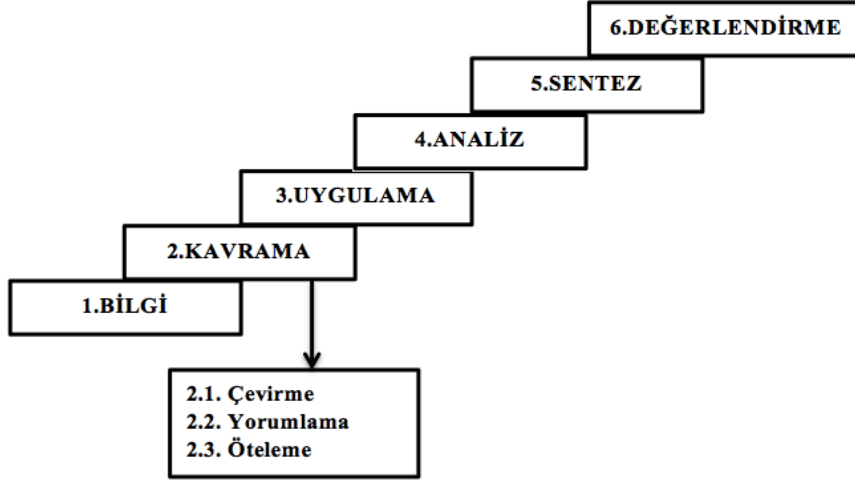 6.DEĞERLENDİRME
5.SENTEZ
4.ANALİZ
3.UYGULAMA
2.KAVRAMA
1.BİLGİ
2.1. Çevirme
2.2. Yorumlama
2.3. Öteleme